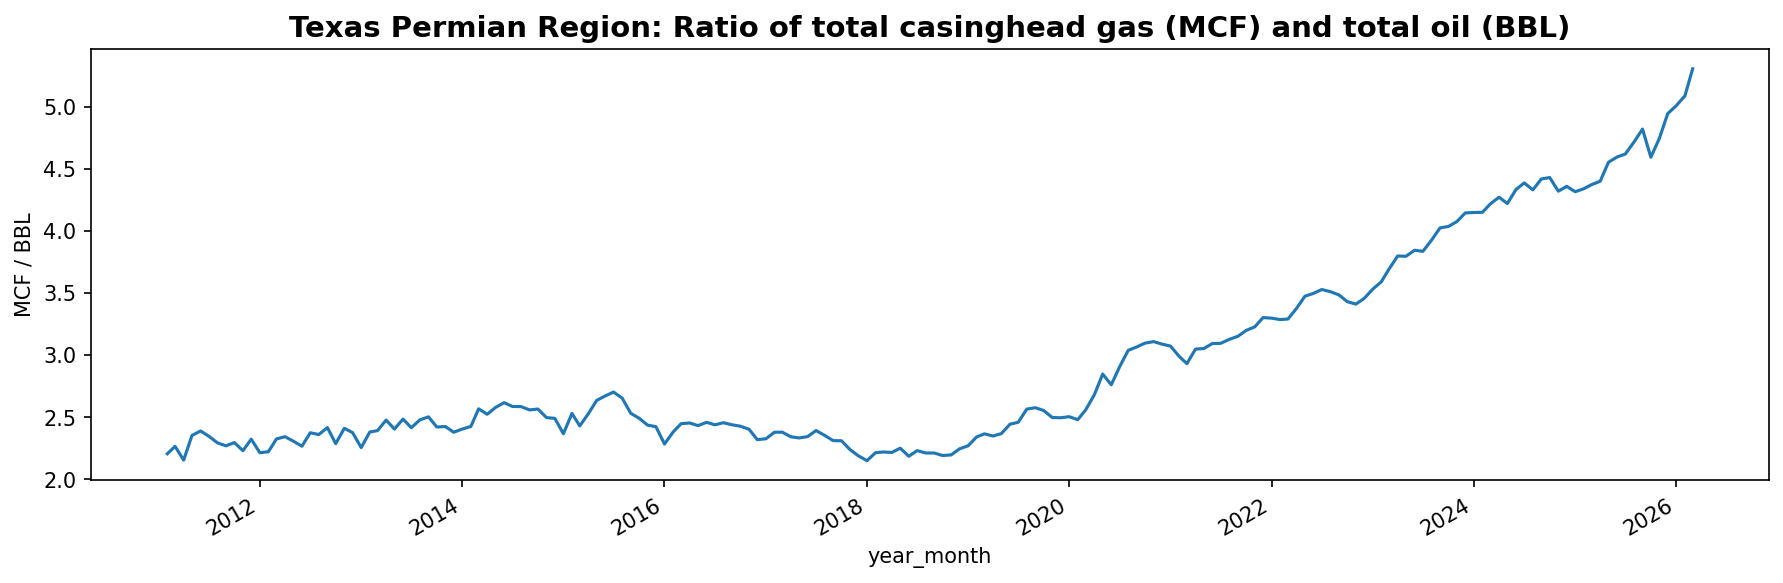 Texas Permian Region: Ratio of total casinghead gas (MCF) and total oil (BBL)
MCF / BBL
5.0
4.5
4.0
3.5
3.0
2.5
2.0
2012 2014 2016 2018 2020 2022 2024 2026
year_month